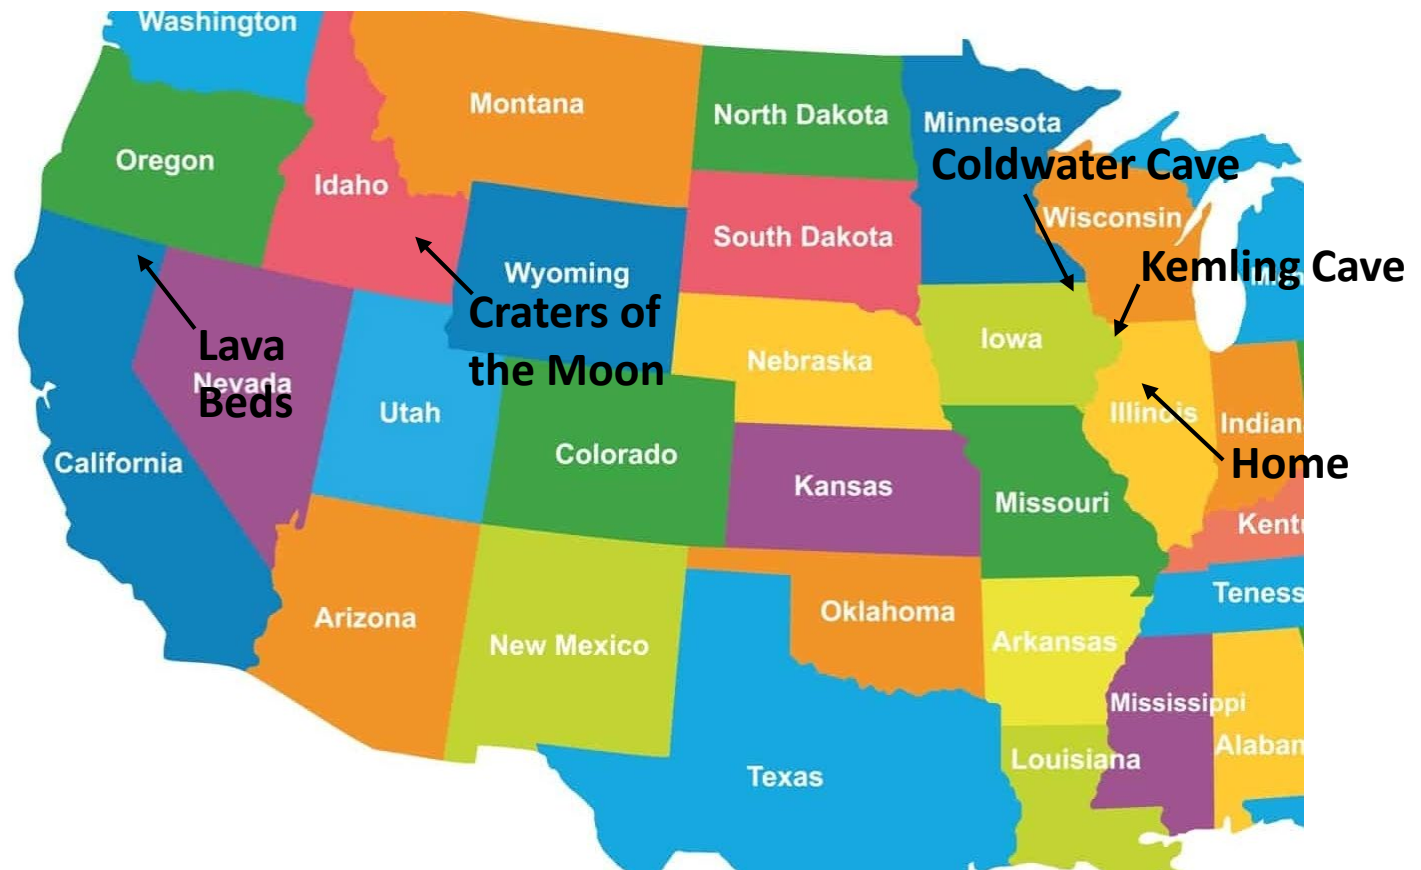 Washington
Montana
North Dakota
Minnesota
Oregon
Coldwater Cave
Idaho
Wisconsin
South Dakota
Wyoming
Kemling Cave
Craters of
the Moon
Lava
Beds
Nevada
Iowa
Nebraska
Utah
Illinois
Indian
Colorado
California
Home
Kansas
Missouri
Kentu
Teness
Arizona
Oklahoma
New Mexico
Arkansas
Mississippi
Alaban
Louisiana
Texas